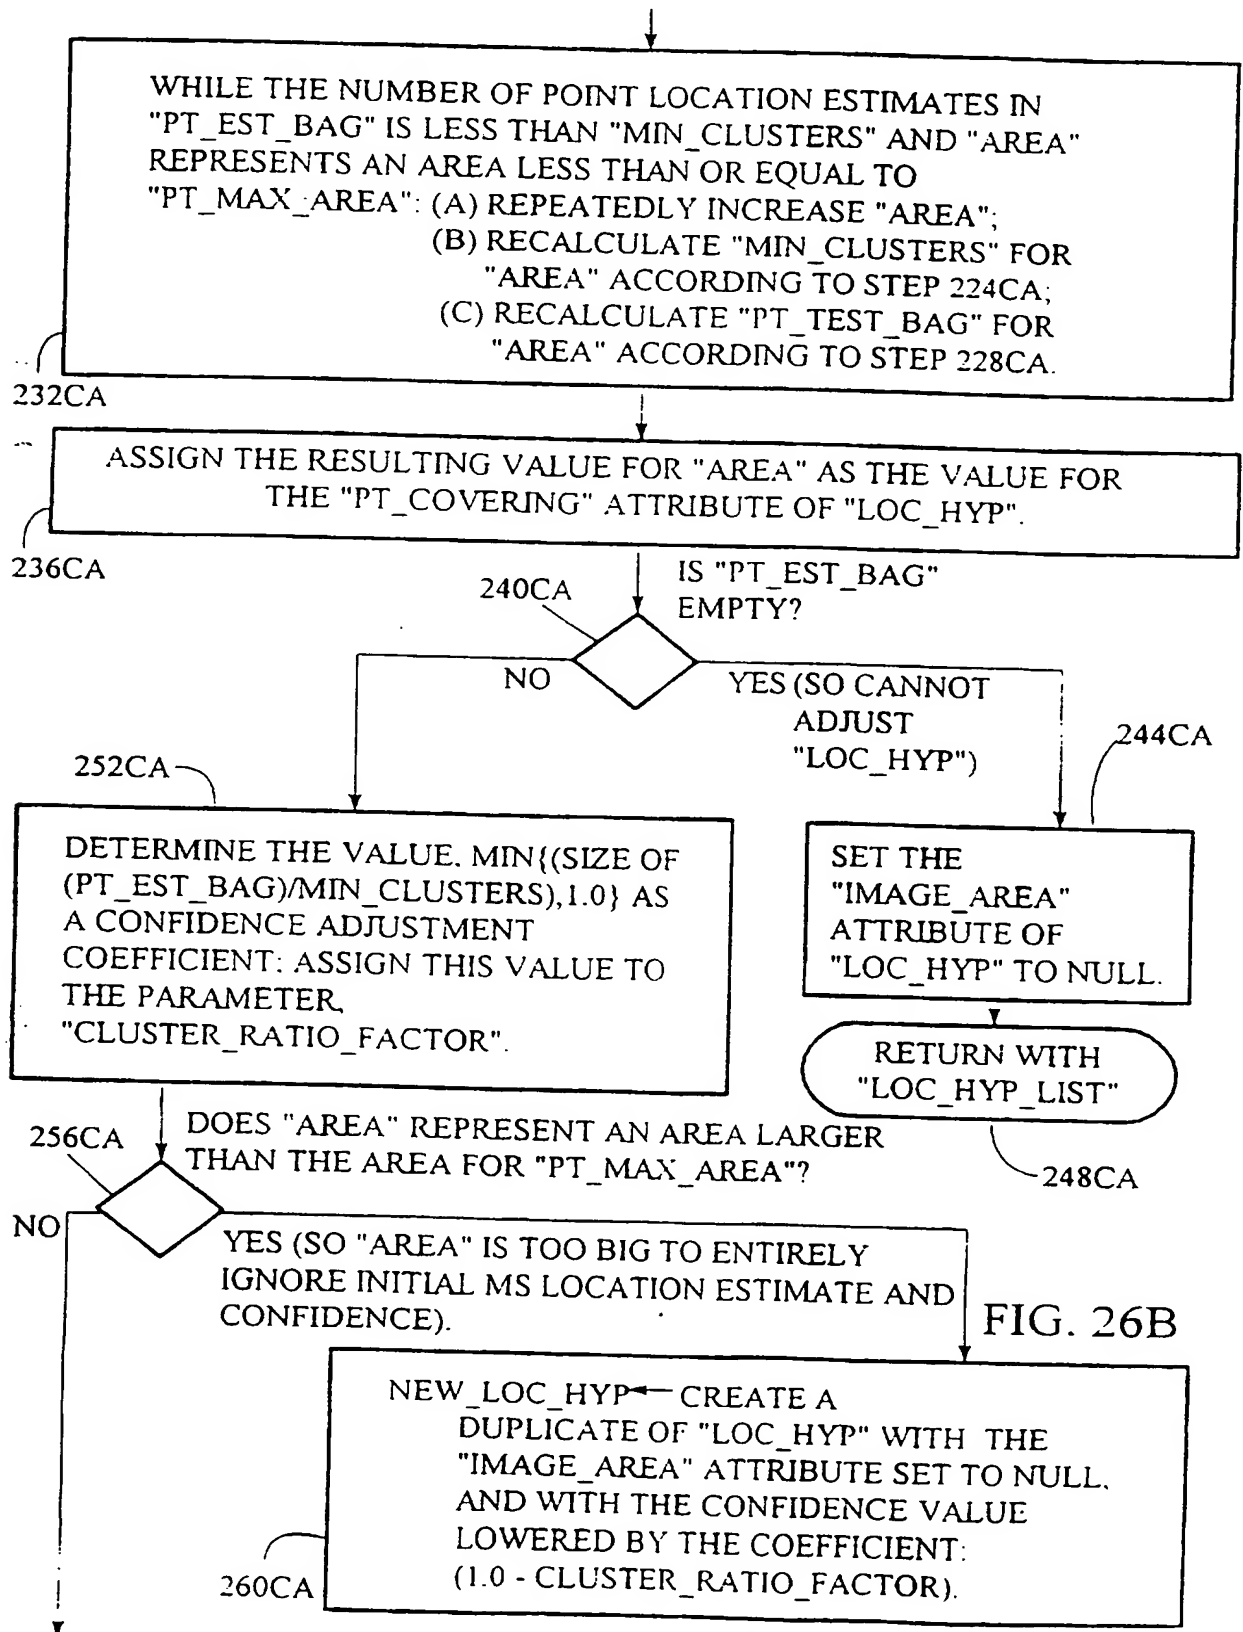 WHILE THE NUMBER OF POINT LOCATION ESTIMATES IN
"PT_EST_BAG" IS LESS THAN "MIN_CLUSTERS" AND "AREA"
REPRESENTS AN AREA LESS THAN OR EQUAL TO
"PT_MAX_AREA": (A) REPEATEDLY INCREASE "AREA";
(B) RECALCULATE "MIN_CLUSTERS" FOR
"AREA" ACCORDING TO STEP 224CA;
(C) RECALCULATE "PT_TEST_BAG" FOR
"AREA" ACCORDING TO STEP 228CA.
232CA
ASSIGN THE RESULTING VALUE FOR "AREA" AS THE VALUE FOR
THE "PT_COVERING" ATTRIBUTE OF "LOC_HYP".
236CA
240CA
IS "PT_EST_BAG"
EMPTY?
NO
YES (SO CANNOT
ADJUST
"LOC_HYP")
244CA
252CA
DETERMINE THE VALUE. MIN{(SIZE OF
(PT_EST_BAG)/MIN_CLUSTERS),1.0} AS
A CONFIDENCE ADJUSTMENT
COEFFICIENT: ASSIGN THIS VALUE TO
THE PARAMETER,
"CLUSTER_RATIO_FACTOR".
SET THE
"IMAGE_AREA"
ATTRIBUTE OF
"LOC_HYP" TO NULL.
RETURN WITH
"LOC_HYP_LIST"
248CA
256CA
DOES "AREA" REPRESENT AN AREA LARGER
THAN THE AREA FOR "PT_MAX_AREA"?
NO
YES (SO "AREA" IS TOO BIG TO ENTIRELY
IGNORE INITIAL MS LOCATION ESTIMATE AND
CONFIDENCE).
FIG. 26B
NEW_LOC_HYP← CREATE A
DUPLICATE OF "LOC_HYP" WITH THE
"IMAGE_AREA" ATTRIBUTE SET TO NULL.
AND WITH THE CONFIDENCE VALUE
LOWERED BY THE COEFFICIENT:
(1.0 - CLUSTER_RATIO_FACTOR).
260CA